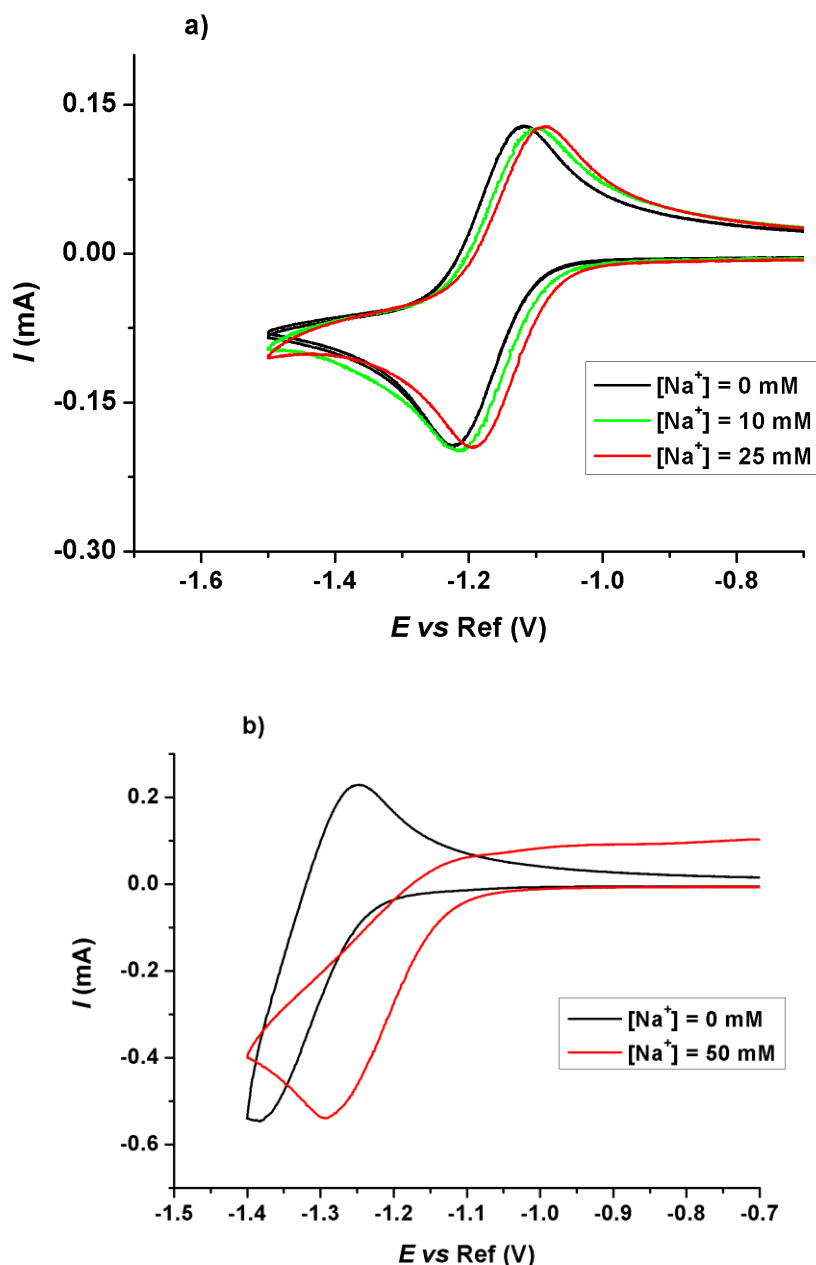 a)
0.15
0.00
-0.15
-0.30
I (mA)
-1.6
-1.4
-1.2
-1.0
-0.8
E vs Ref (V)
[Na⁺] = 0 mM
[Na⁺] = 10 mM
[Na⁺] = 25 mM
b)
0.2
0.0
-0.2
-0.4
-0.6
I (mA)
[Na⁺] = 0 mM
[Na⁺] = 50 mM
-1.5
-1.4
-1.3
-1.2
-1.1
-1.0
-0.9
-0.8
-0.7
E vs Ref (V)